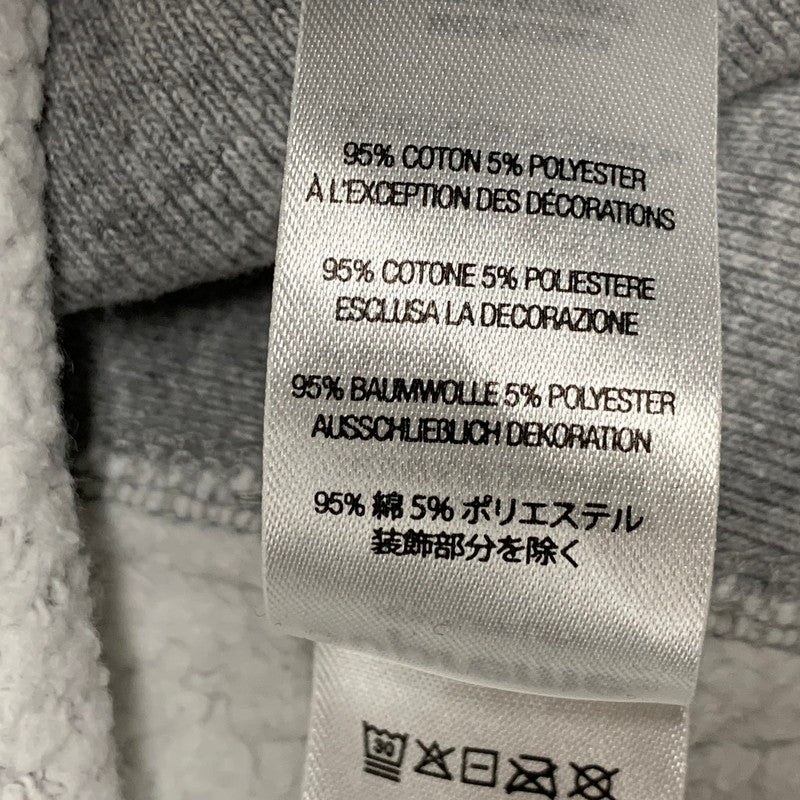 95% COTON 5% POLYESTER
À L'EXCEPTION DES DÉCORATIONS
95% COTONE 5% POLIESTERE
ESCLUSA LA DECORAZIONE
95% BAUMWOLLE 5% POLYESTER
AUSSCHLIEBLICH DEKORATION
95% 綿 5% ポリエステル
装飾部分を除く
30